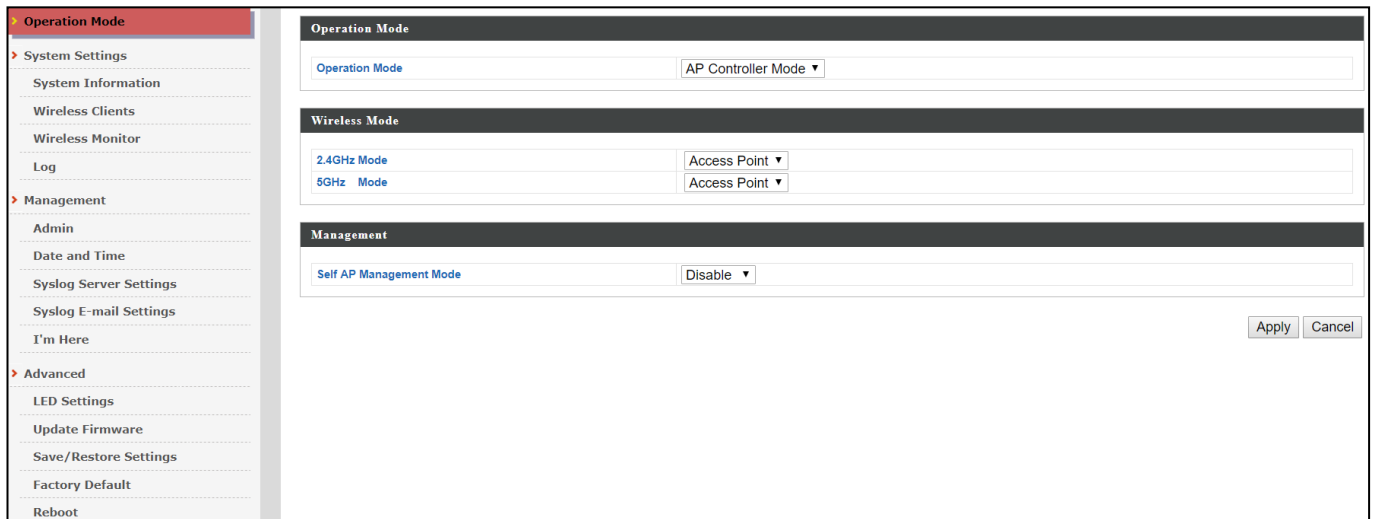 Operation Mode
System Settings
System Information
Wireless Clients
Wireless Monitor
Log
Management
Admin
Date and Time
Syslog Server Settings
Syslog E-mail Settings
I'm Here
Advanced
LED Settings
Update Firmware
Save/Restore Settings
Factory Default
Reboot
Operation Mode
Operation Mode AP Controller Mode
Wireless Mode
2.4GHz Mode Access Point
5GHz Mode Access Point
Management
Self AP Management Mode Disable
Apply Cancel